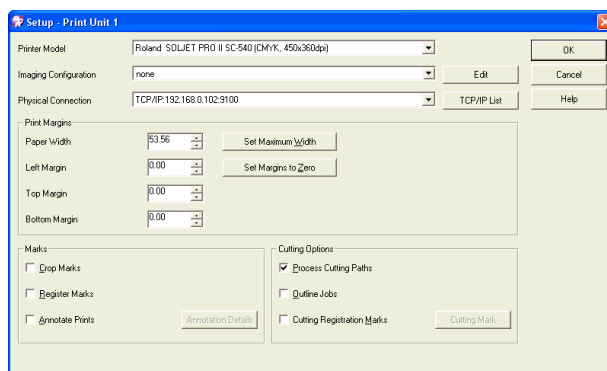 Setup - Print Unit 1
Printer Model Roland SOLJET PRO II SC-540 (CMYK, 450x360dpi) OK
Imaging Configuration none Edit Cancel
Physical Connection TCP/IP:192.168.0.102:9100 TCP/IP List Help
Print Margins
Paper Width 53.56 Set Maximum Width
Left Margin 0.00 Set Margins to Zero
Top Margin 0.00
Bottom Margin 0.00
Marks Cutting Options
Crop Marks Process Cutting Paths
Register Marks Outline Jobs
Annotate Prints Annotation Details Cutting Registration Marks Cutting Mark